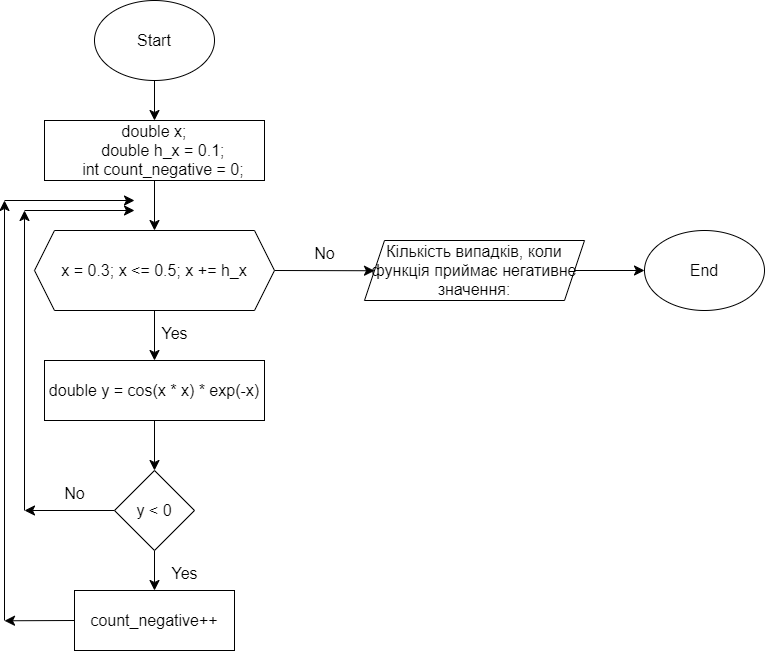 Start
double x;
double h_x = 0.1;
int count_negative = 0;
x = 0.3; x <= 0.5; x += h_x
No
Кількість випадків, коли
функція приймає негативне
значення:
End
Yes
double y = cos(x * x) * exp(-x)
No
y < 0
Yes
count_negative++